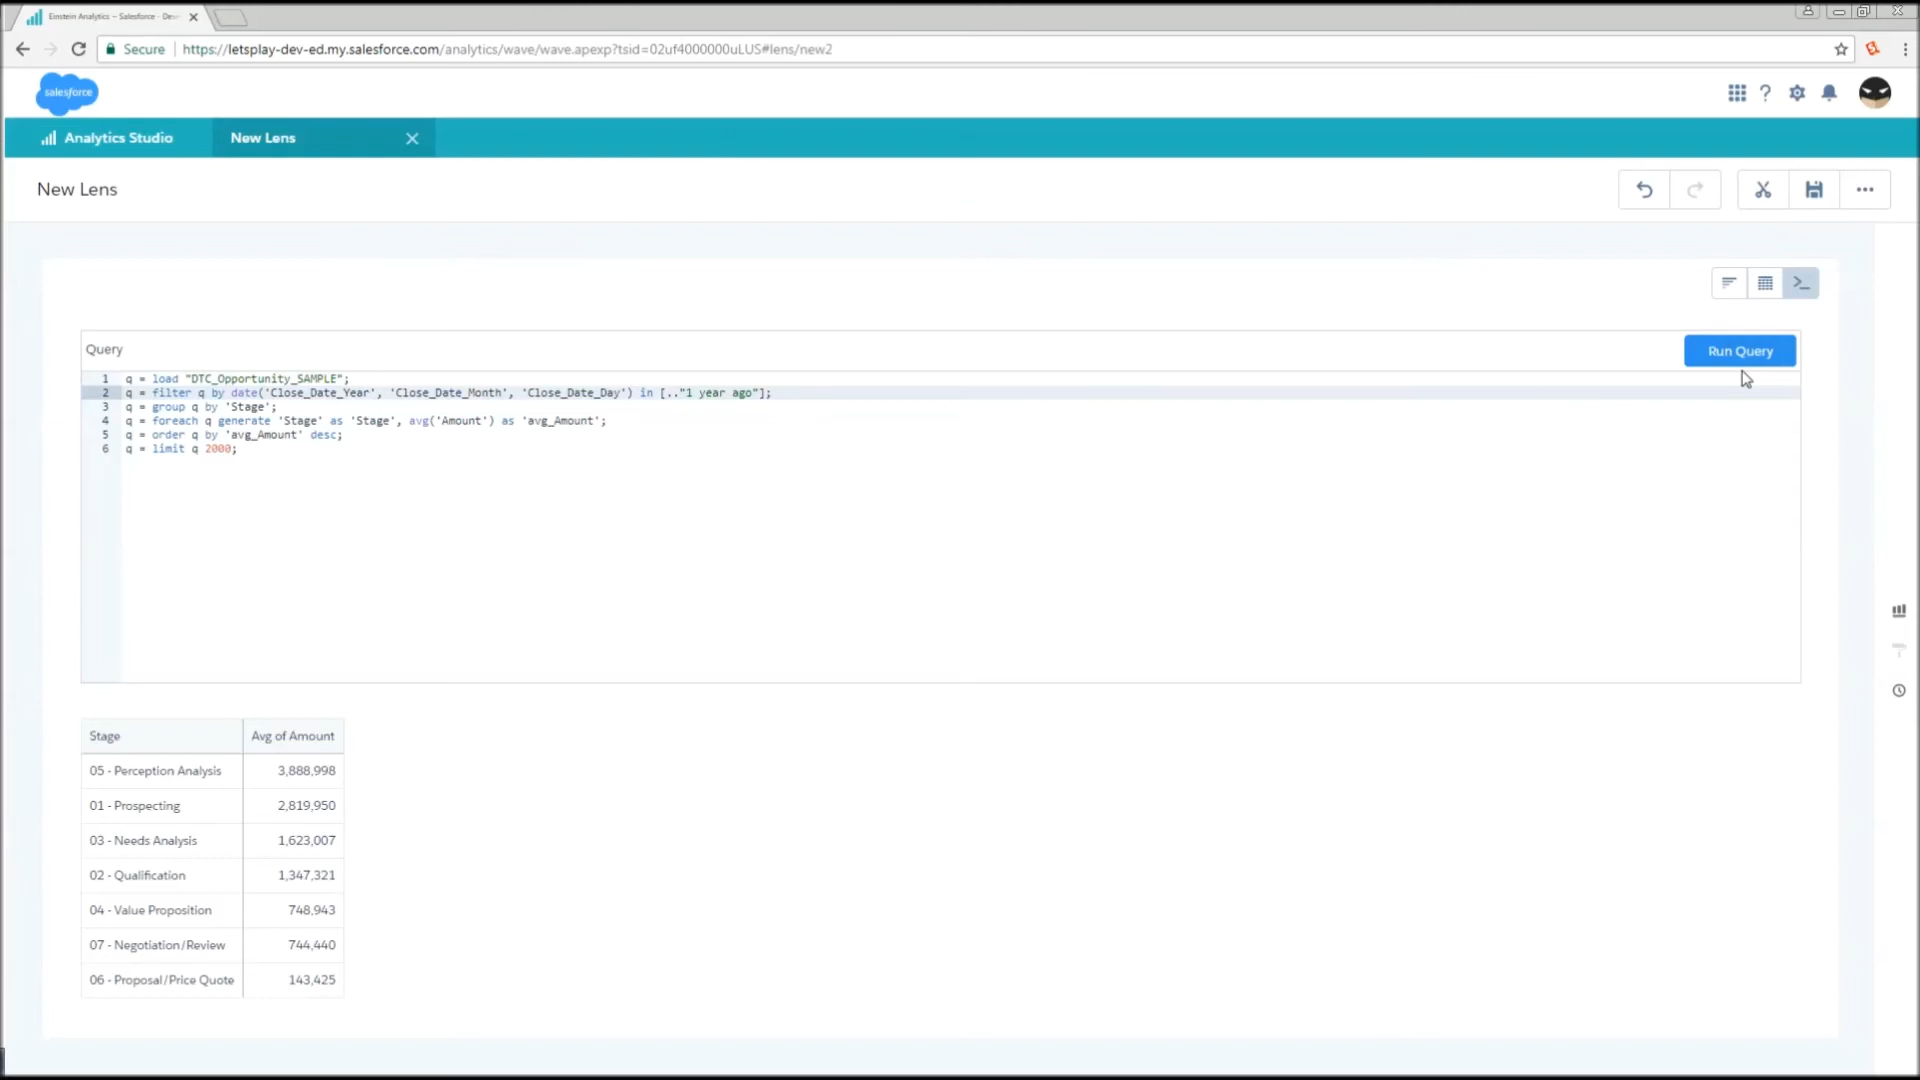 Einstein Analytics – Salesforce - Dev
Secure
https://letsplay-dev-ed.my.salesforce.com/analytics/wave/wave.apexp?tsid=02uf4000000uLUS#lens/new2
salesforce
Analytics Studio
New Lens
New Lens
Query
Run Query
1 q = load "DTC_Opportunity_SAMPLE";
2 q = filter q by date('Close_Date_Year', 'Close_Date_Month', 'Close_Date_Day') in [.."1 year ago"];
3 q = group q by 'Stage';
4 q = foreach q generate 'Stage' as 'Stage', avg('Amount') as 'avg_Amount';
5 q = order q by 'avg_Amount' desc;
6 q = limit q 2000;
Stage Avg of Amount
05 - Perception Analysis 3,888,998
01 - Prospecting 2,819,950
03 - Needs Analysis 1,623,007
02 - Qualification 1,347,321
04 - Value Proposition 748,943
07 - Negotiation/Review 744,440
06 - Proposal/Price Quote 143,425